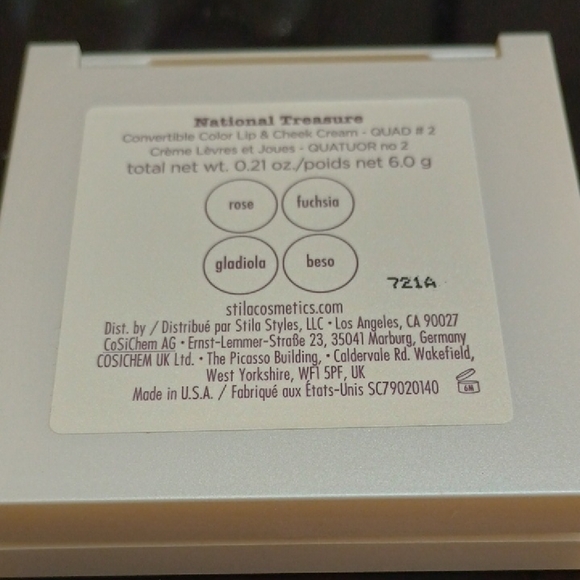 National Treasure
Convertible Color Lip & Cheek Cream - QUAD # 2
Crème Lèvres et Joues - QUATUOR no 2
total net wt. 0.21 oz./poids net 6.0 g
rose
fuchsia
gladiola
beso
721A
stilacosmetics.com
Dist. by / Distribué par Stila Styles, LLC • Los Angeles, CA 90027
CoSiChem AG • Ernst-Lemmer-Straße 23, 35041 Marburg, Germany
COSICHEM UK Ltd. • The Picasso Building, • Caldervale Rd. Wakefield,
West Yorkshire, WF1 5PF, UK
Made in U.S.A. / Fabriqué aux États-Unis SC79020140
6M